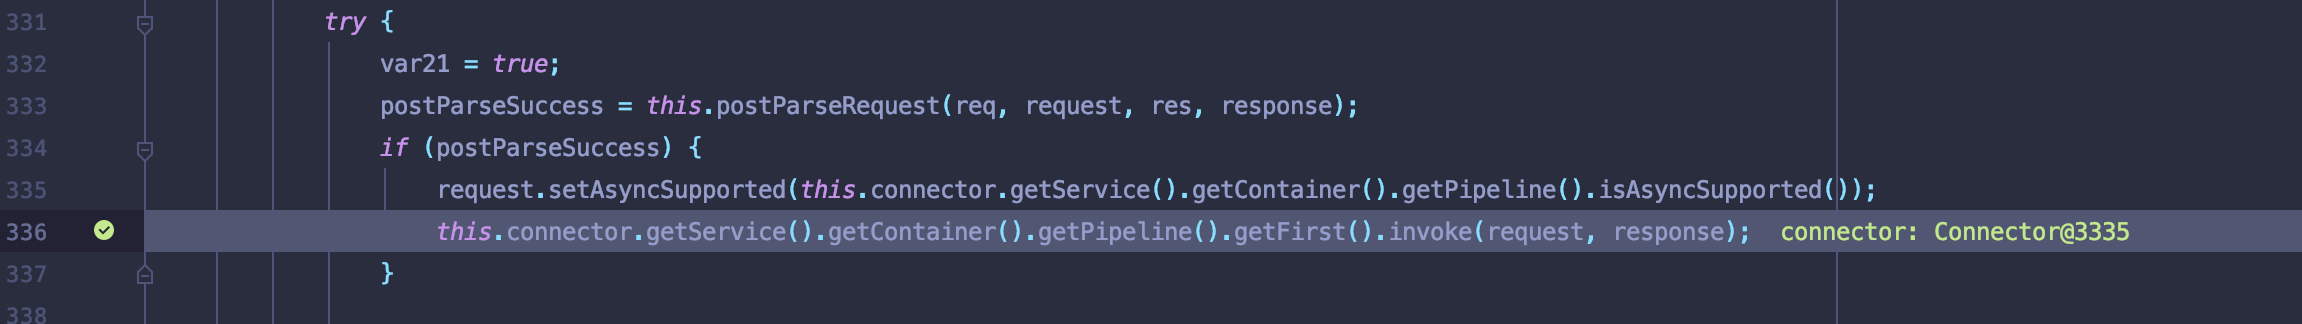 331 try {
332 var21 = true;
333 postParseSuccess = this.postParseRequest(req, request, res, response);
334 if (postParseSuccess) {
335 request.setAsyncSupported(this.connector.getService().getContainer().getPipeline().isAsyncSupported());
336 this.connector.getService().getContainer().getPipeline().getFirst().invoke(request, response); connector: Connector@3335
337 }
338